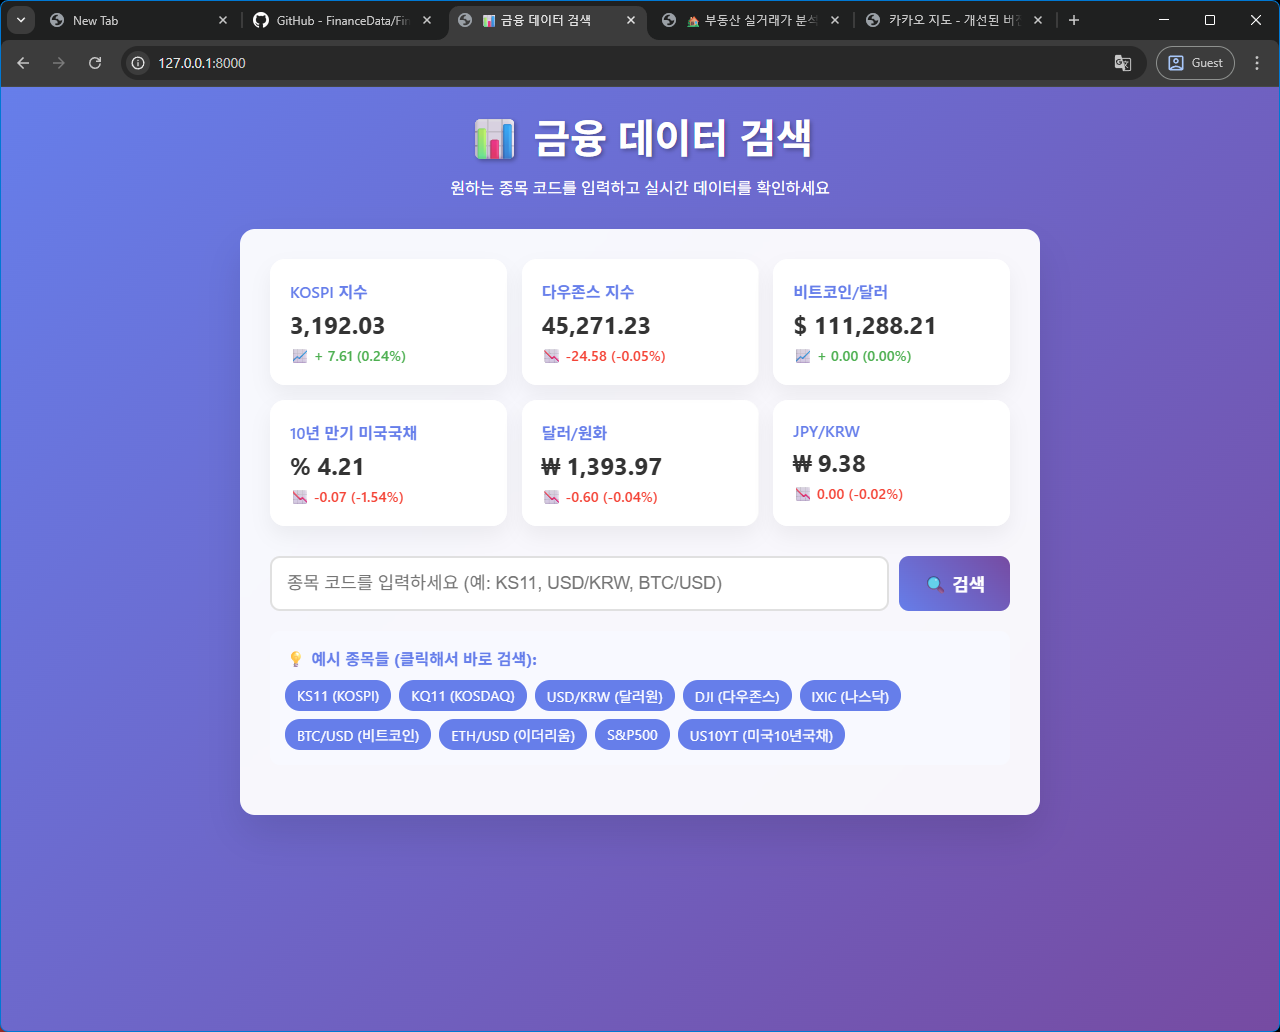 New Tab
GitHub - FinanceData/Fin
금융 데이터 검색
부동산 실거래가 분석
카카오 지도 - 개선된 버전
127.0.0.1:8000
Guest
금융 데이터 검색
원하는 종목 코드를 입력하고 실시간 데이터를 확인하세요
KOSPI 지수
3,192.03
+ 7.61 (0.24%)
다우존스 지수
45,271.23
-24.58 (-0.05%)
비트코인/달러
$ 111,288.21
+ 0.00 (0.00%)
10년 만기 미국국채
% 4.21
-0.07 (-1.54%)
달러/원화
₩ 1,393.97
-0.60 (-0.04%)
JPY/KRW
₩ 9.38
0.00 (-0.02%)
종목 코드를 입력하세요 (예: KS11, USD/KRW, BTC/USD)
검색
예시 종목들 (클릭해서 바로 검색):
KS11 (KOSPI) KQ11 (KOSDAQ) USD/KRW (달러원) DJI (다우존스) IXIC (나스닥)
BTC/USD (비트코인) ETH/USD (이더리움) S&P500 US10YT (미국10년국채)